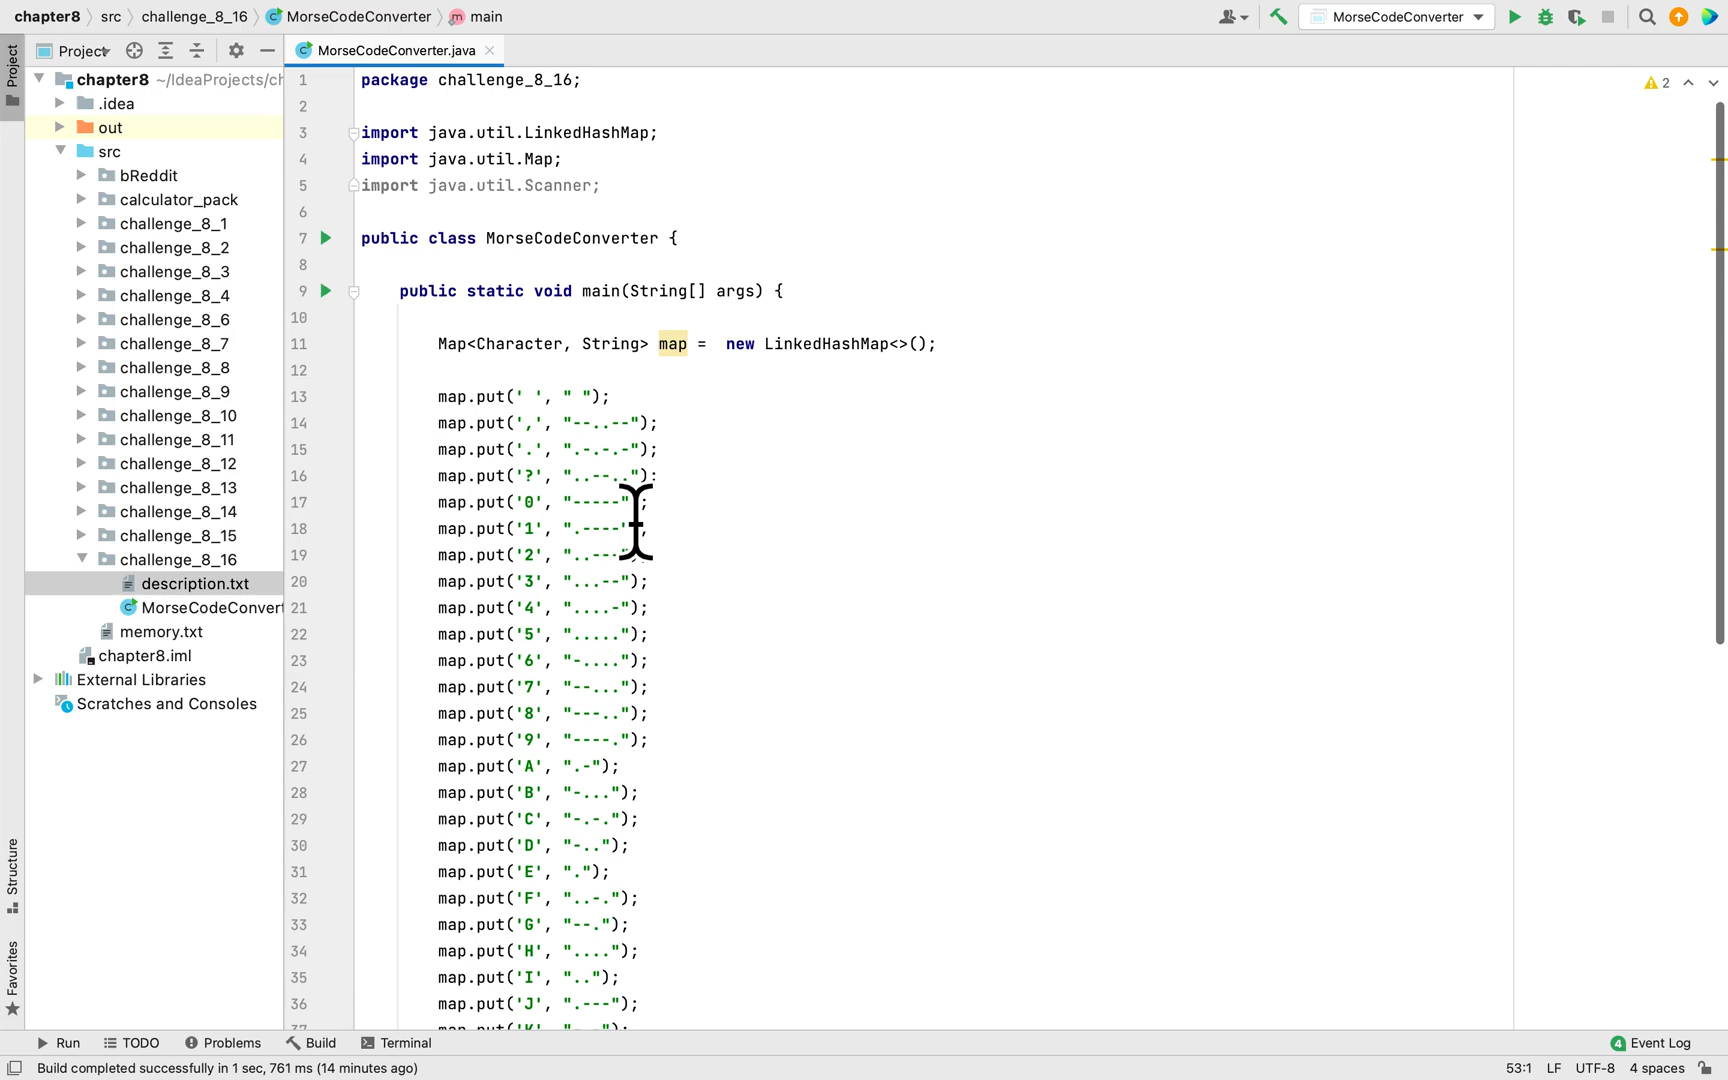 chapter8 src challenge_8_16 MorseCodeConverter main
MorseCodeConverter
Project
Project
MorseCodeConverter.java
chapter8 ~/IdeaProjects/ch
.idea
out
src
bReddit
calculator_pack
challenge_8_1
challenge_8_2
challenge_8_3
challenge_8_4
challenge_8_6
challenge_8_7
challenge_8_8
challenge_8_9
challenge_8_10
challenge_8_11
challenge_8_12
challenge_8_13
challenge_8_14
challenge_8_15
challenge_8_16
description.txt
MorseCodeConvert
memory.txt
chapter8.iml
External Libraries
Scratches and Consoles
Structure
Favorites
2
1 package challenge_8_16;
2
3 import java.util.LinkedHashMap;
4 import java.util.Map;
5 import java.util.Scanner;
6
7 public class MorseCodeConverter {
8
9 public static void main(String[] args) {
10
11 Map<Character, String> map =  new LinkedHashMap<>();
12
13 map.put(' ', " ");
14 map.put(',', "--..--");
15 map.put('.', ".-.-.-");
16 map.put('?', "..--..");
17 map.put('0', "-----";
18 map.put('1', ".----
19 map.put('2', "..---
20 map.put('3', "...--");
21 map.put('4', "....-");
22 map.put('5', ".....");
23 map.put('6', "-....");
24 map.put('7', "--...");
25 map.put('8', "---..");
26 map.put('9', "----.");
27 map.put('A', ".-");
28 map.put('B', "-...");
29 map.put('C', "-.-.");
30 map.put('D', "-..");
31 map.put('E', ".");
32 map.put('F', "..-.");
33 map.put('G', "--.");
34 map.put('H', "....");
35 map.put('I', "..");
36 map.put('J', ".---");
Run TODO Problems Build Terminal 4 Event Log
Build completed successfully in 1 sec, 761 ms (14 minutes ago) 53:1 LF UTF-8 4 spaces